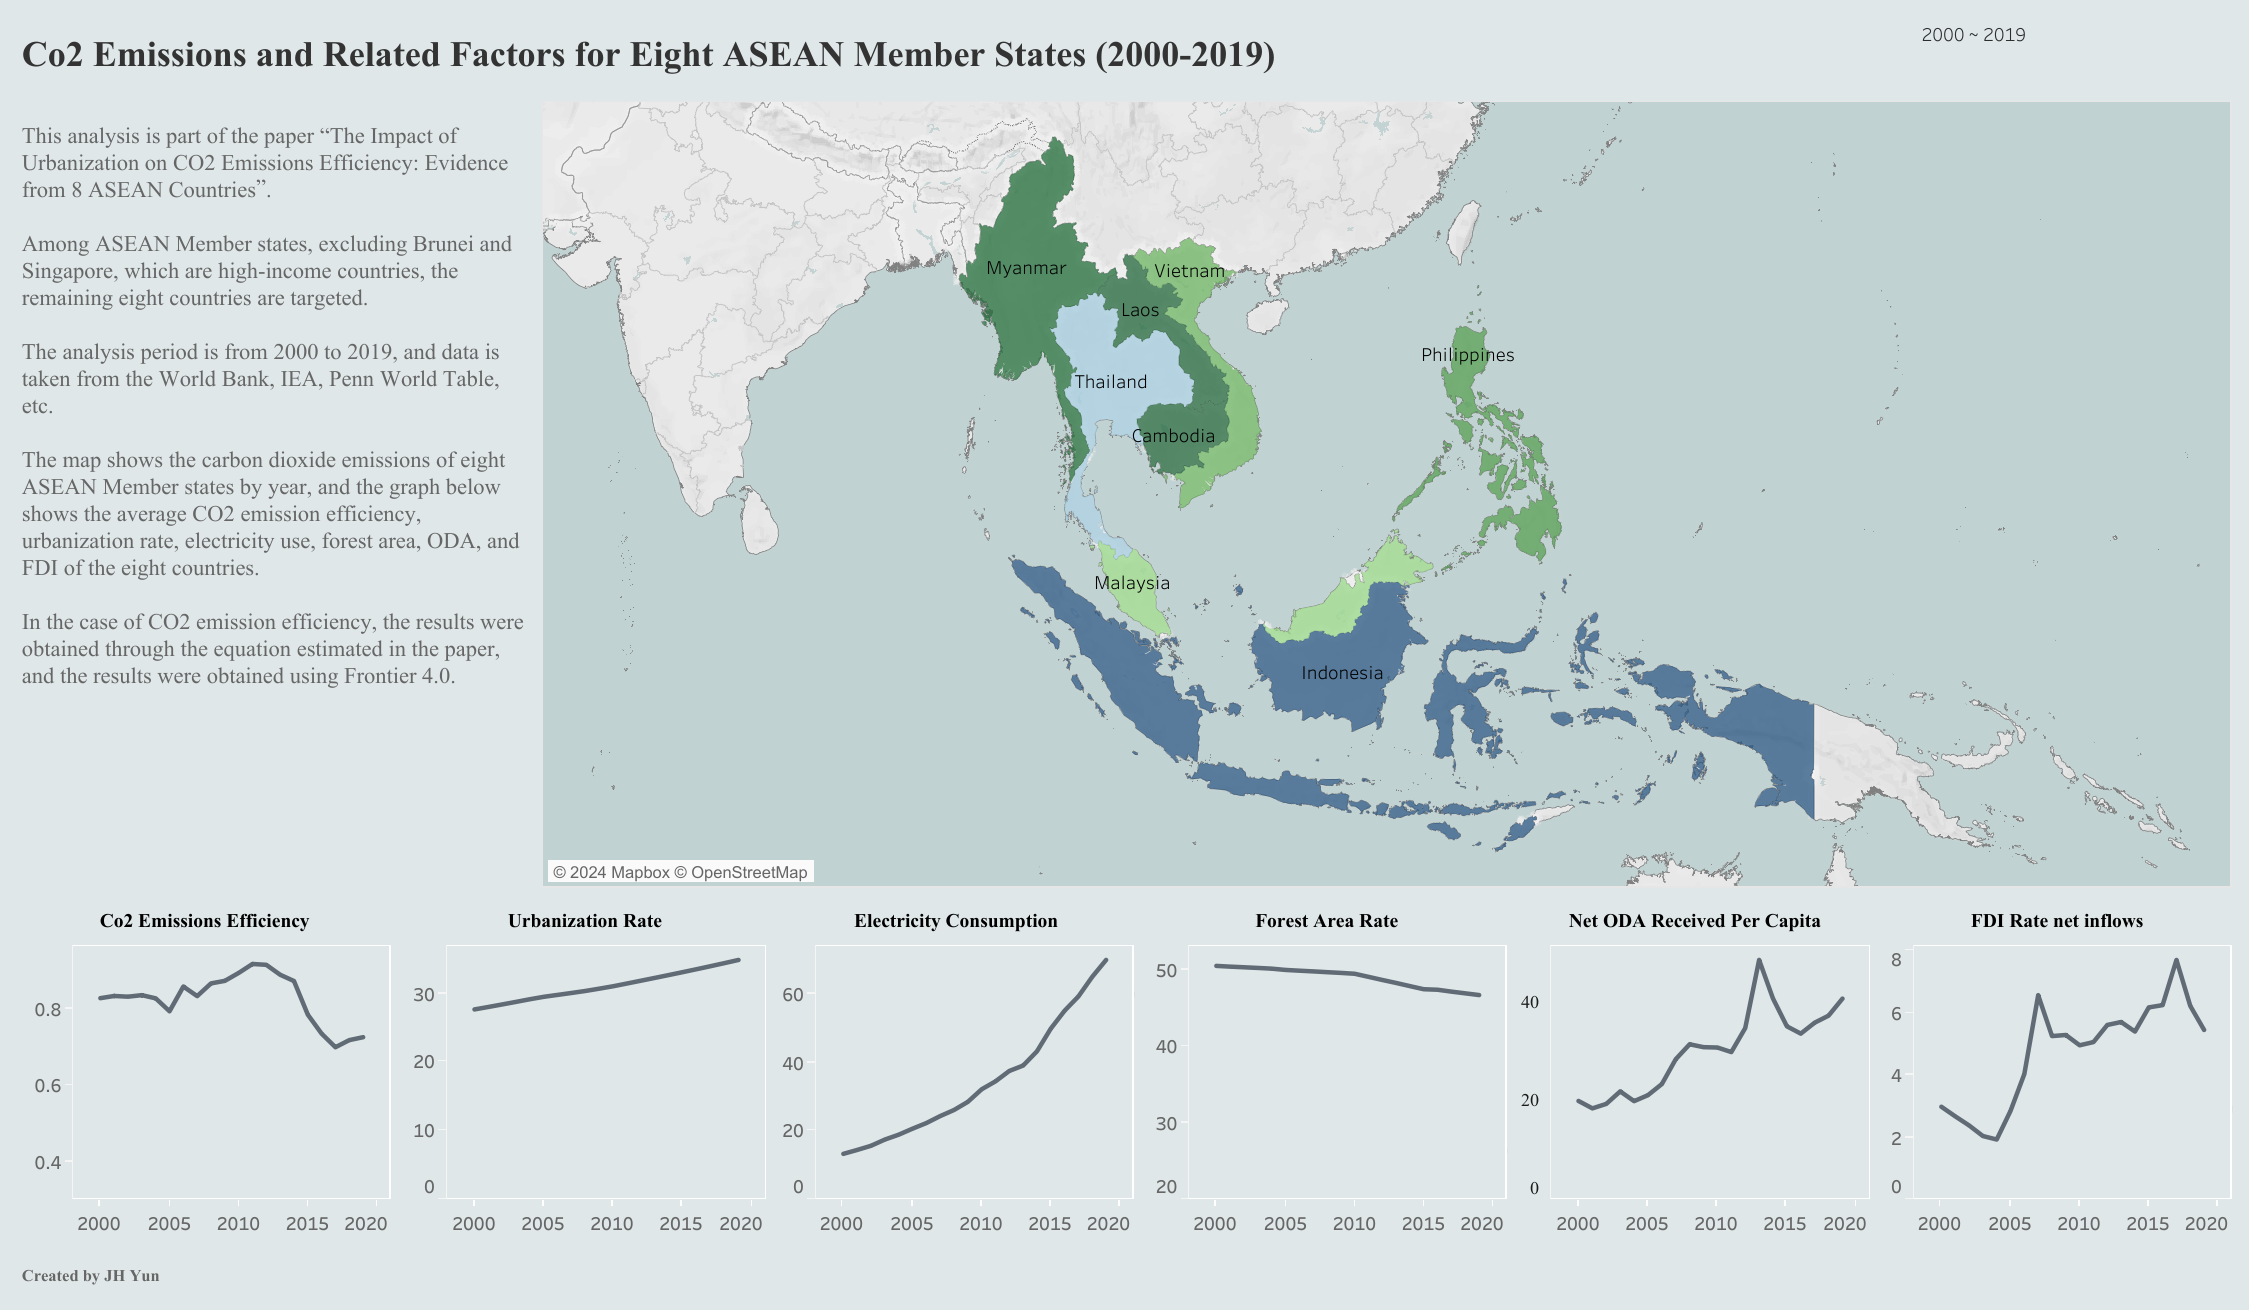 Co2 Emissions and Related Factors for Eight ASEAN Member States (2000-2019)
2000 ~ 2019
This analysis is part of the paper “The Impact of
Urbanization on CO2 Emissions Efficiency: Evidence
from 8 ASEAN Countries”.
Among ASEAN Member states, excluding Brunei and
Singapore, which are high-income countries, the
remaining eight countries are targeted.
The analysis period is from 2000 to 2019, and data is
taken from the World Bank, IEA, Penn World Table,
etc.
The map shows the carbon dioxide emissions of eight
ASEAN Member states by year, and the graph below
shows the average CO2 emission efficiency,
urbanization rate, electricity use, forest area, ODA, and
FDI of the eight countries.
In the case of CO2 emission efficiency, the results were
obtained through the equation estimated in the paper,
and the results were obtained using Frontier 4.0.
Myanmar
Vietnam
Laos
Philippines
Thailand
Cambodia
Malaysia
Indonesia
© 2024 Mapbox © OpenStreetMap
Co2 Emissions Efficiency
0.8
0.6
0.4
2000 2005 2010 2015 2020
Urbanization Rate
30
20
10
0
2000 2005 2010 2015 2020
Electricity Consumption
60
40
20
0
2000 2005 2010 2015 2020
Forest Area Rate
50
40
30
20
2000 2005 2010 2015 2020
Net ODA Received Per Capita
40
20
0
2000 2005 2010 2015 2020
FDI Rate net inflows
8
6
4
2
0
2000 2005 2010 2015 2020
Created by JH Yun